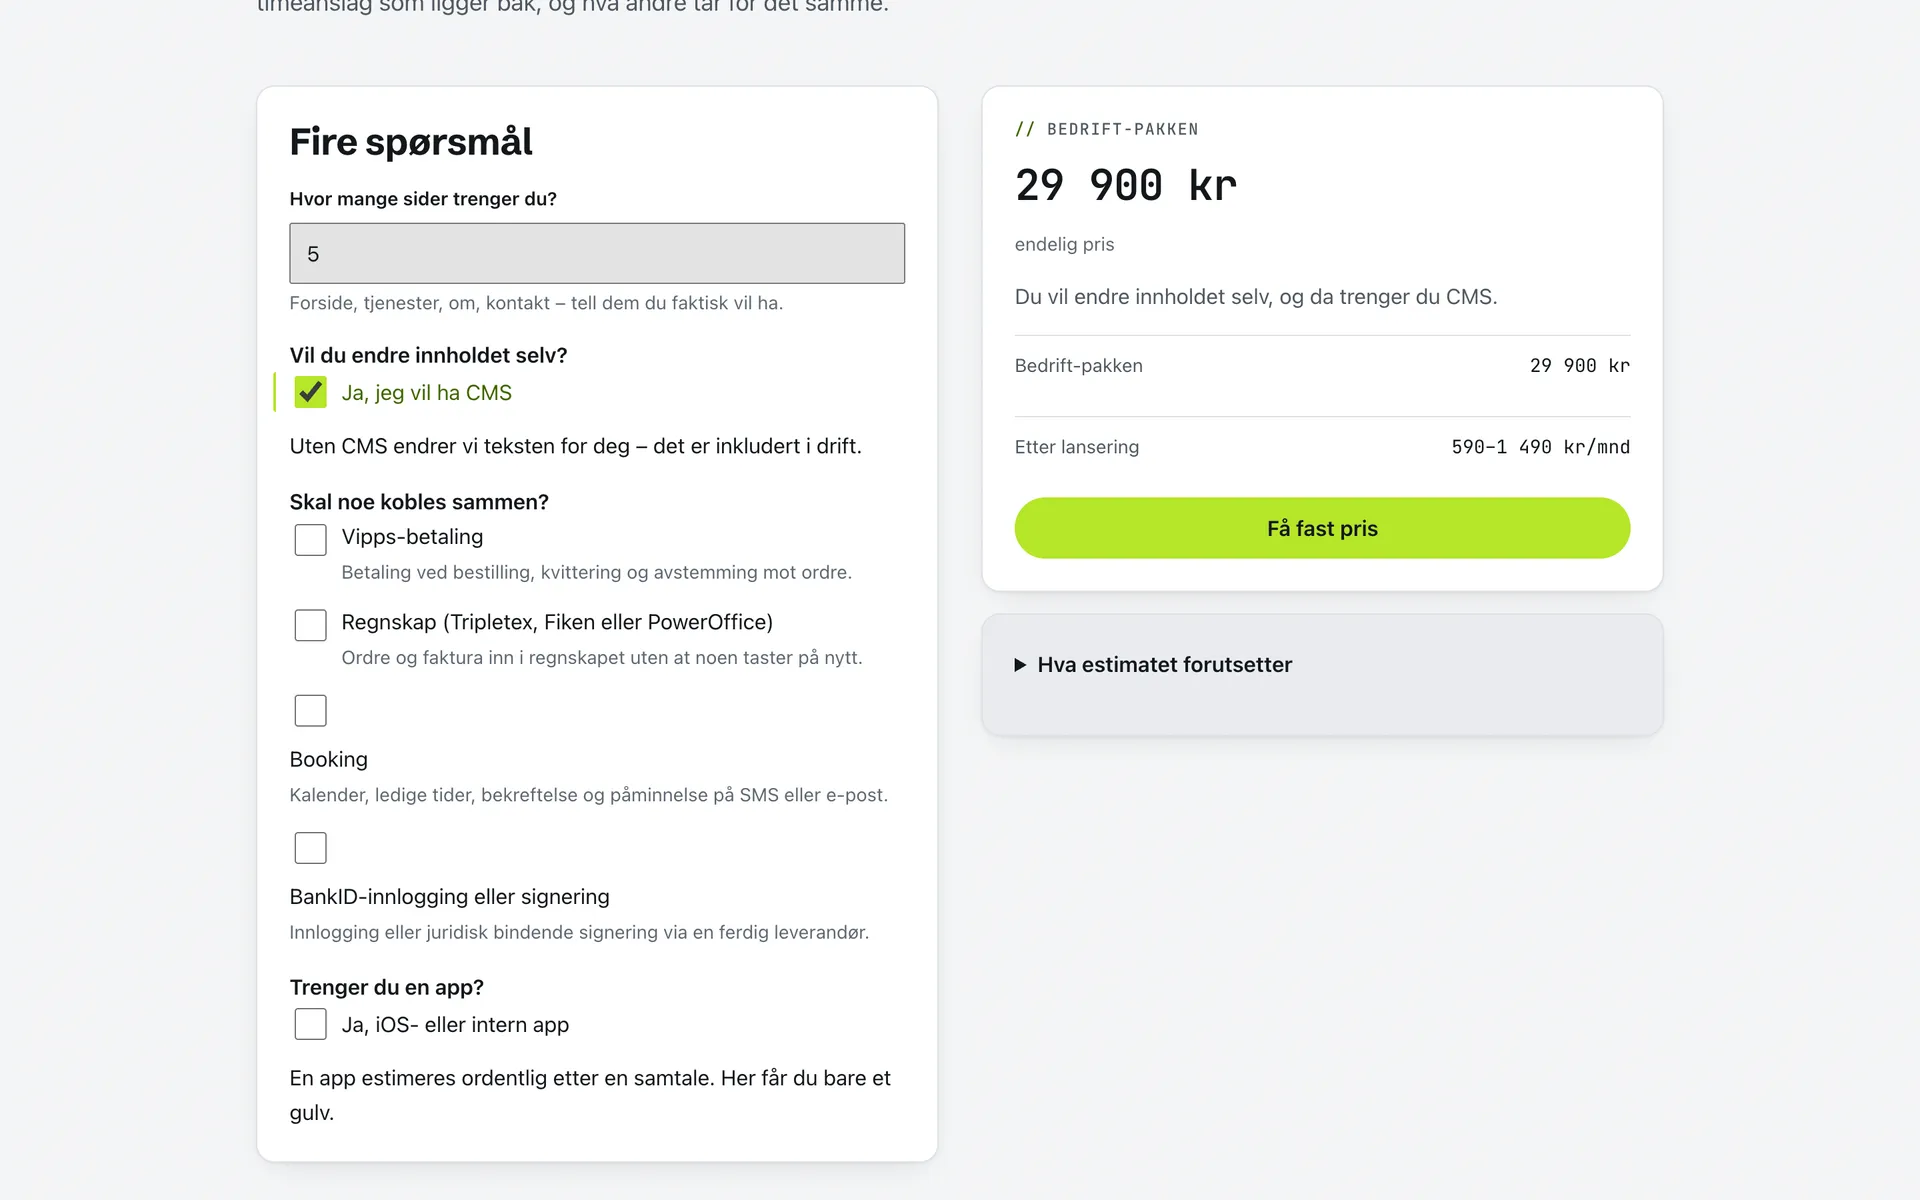 timeanslag som ligger bak, og hva andre tar for det samme.
Fire spørsmål
Hvor mange sider trenger du?
5
Forside, tjenester, om, kontakt – tell dem du faktisk vil ha.
Vil du endre innholdet selv?
Ja, jeg vil ha CMS
Uten CMS endrer vi teksten for deg – det er inkludert i drift.
Skal noe kobles sammen?
Vipps-betaling
Betaling ved bestilling, kvittering og avstemming mot ordre.
Regnskap (Tripletex, Fiken eller PowerOffice)
Ordre og faktura inn i regnskapet uten at noen taster på nytt.
Booking
Kalender, ledige tider, bekreftelse og påminnelse på SMS eller e-post.
BankID-innlogging eller signering
Innlogging eller juridisk bindende signering via en ferdig leverandør.
Trenger du en app?
Ja, iOS- eller intern app
En app estimeres ordentlig etter en samtale. Her får du bare et
gulv.
// BEDRIFT-PAKKEN
29 900 kr
endelig pris
Du vil endre innholdet selv, og da trenger du CMS.
Bedrift-pakken 29 900 kr
Etter lansering 590–1 490 kr/mnd
Få fast pris
Hva estimatet forutsetter